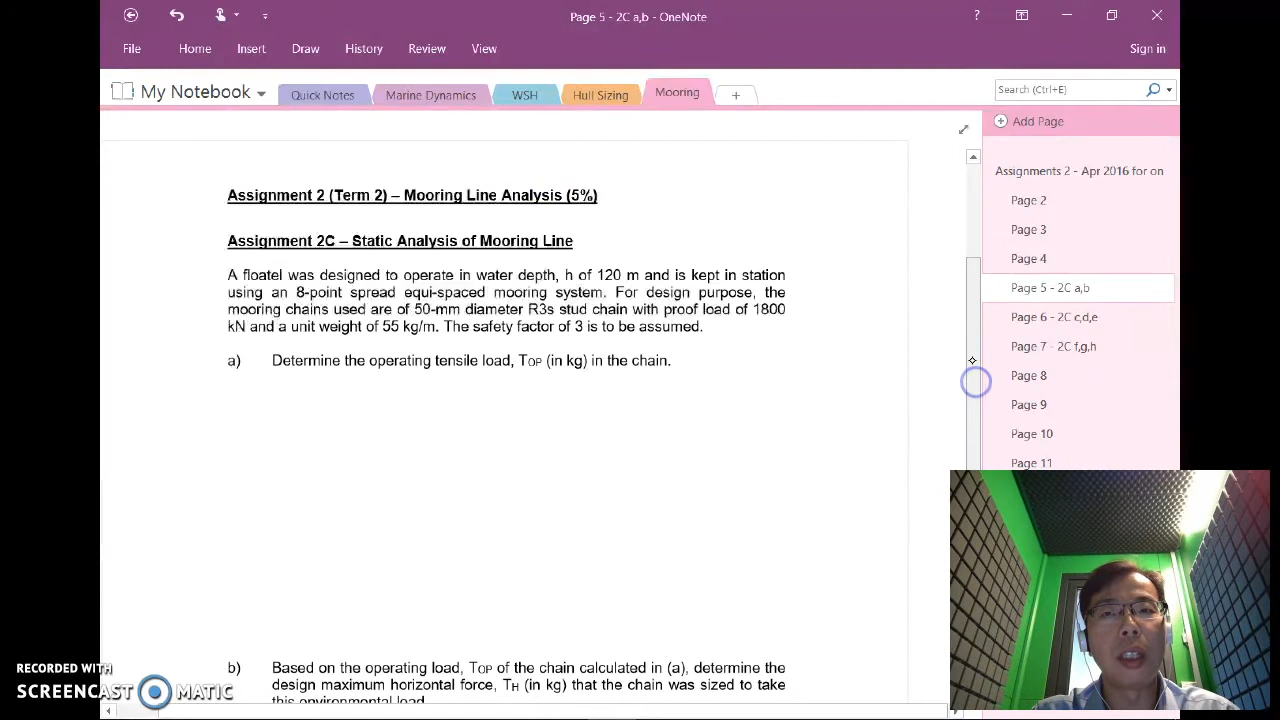 Page 5 - 2C a,b - OneNote
?
File Home Insert Draw History Review View
Sign in
My Notebook Quick Notes Marine Dynamics WSH Hull Sizing Mooring +
Search (Ctrl+E)
Add Page
Assignments 2 - Apr 2016 for on
Page 2
Page 3
Page 4
Page 5 - 2C a,b
Page 6 - 2C c,d,e
Page 7 - 2C f,g,h
Page 8
Page 9
Page 10
Page 11
Assignment 2 (Term 2) – Mooring Line Analysis (5%)
Assignment 2C – Static Analysis of Mooring Line
A floatel was designed to operate in water depth, h of 120 m and is kept in station
using an 8-point spread equi-spaced mooring system. For design purpose, the
mooring chains used are of 50-mm diameter R3s stud chain with proof load of 1800
kN and a unit weight of 55 kg/m. The safety factor of 3 is to be assumed.
a) Determine the operating tensile load, TOP (in kg) in the chain.
b) Based on the operating load, TOP of the chain calculated in (a), determine the
design maximum horizontal force, TH (in kg) that the chain was sized to take
this environmental load
RECORDED WITH
SCREENCAST MATIC